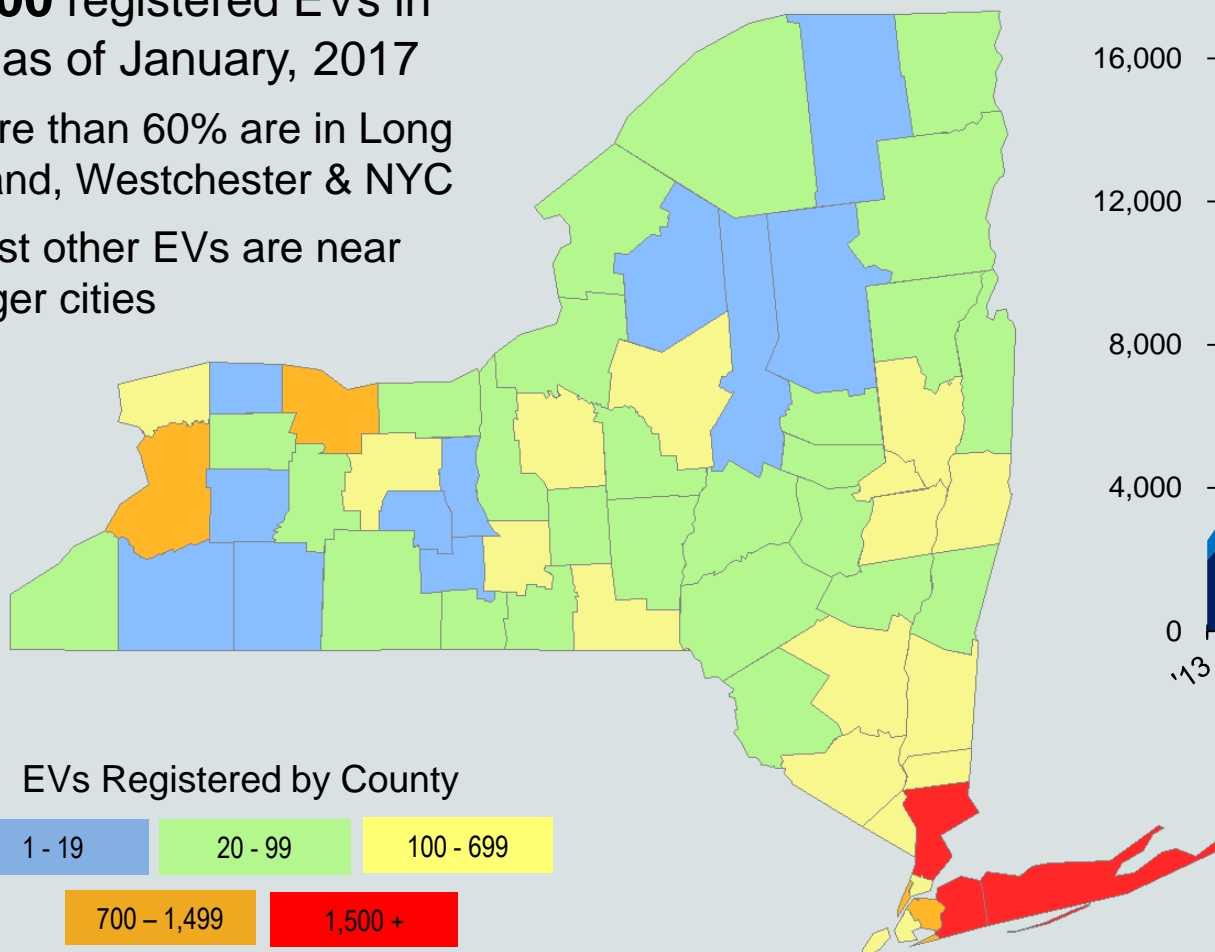 00 registered EVs in
as of January, 2017
re than 60% are in Long
and, Westchester & NYC
st other EVs are near
ger cities
16,000
12,000
8,000
4,000
0
'13
EVs Registered by County
1 - 19
20 - 99
100 - 699
700 – 1,499
1,500 +